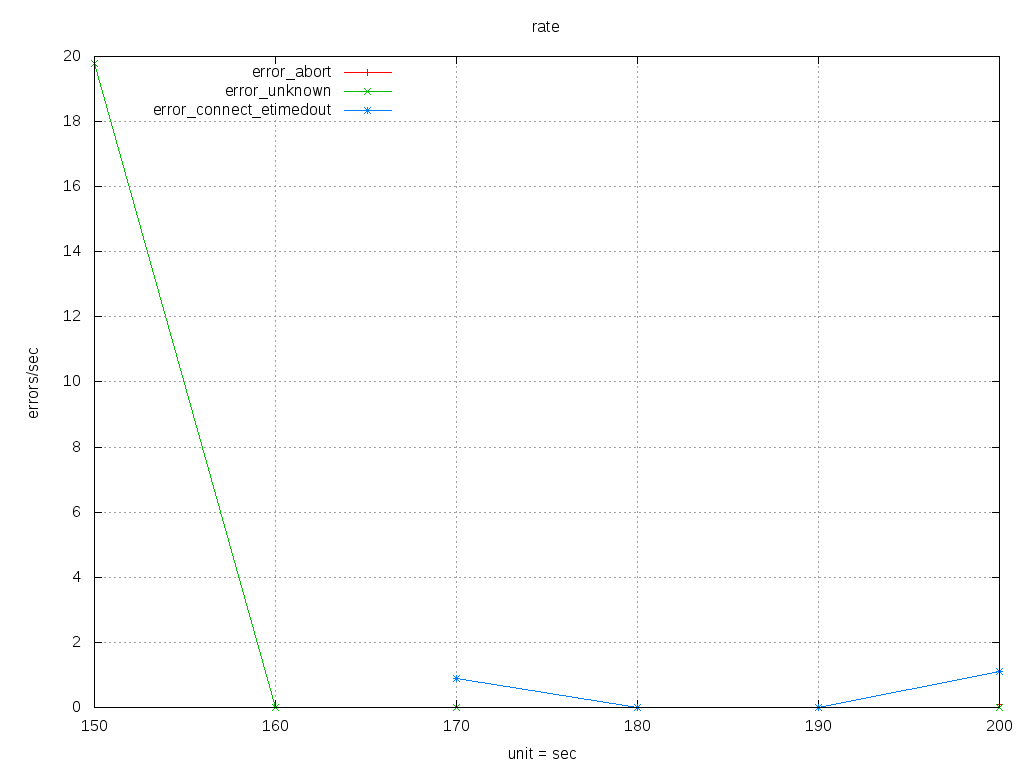 rate
20
18
16
14
12
10
8
6
4
2
0
errors/sec
error_abort
error_unknown
error_connect_etimedout
150 160 170 180 190 200
unit = sec